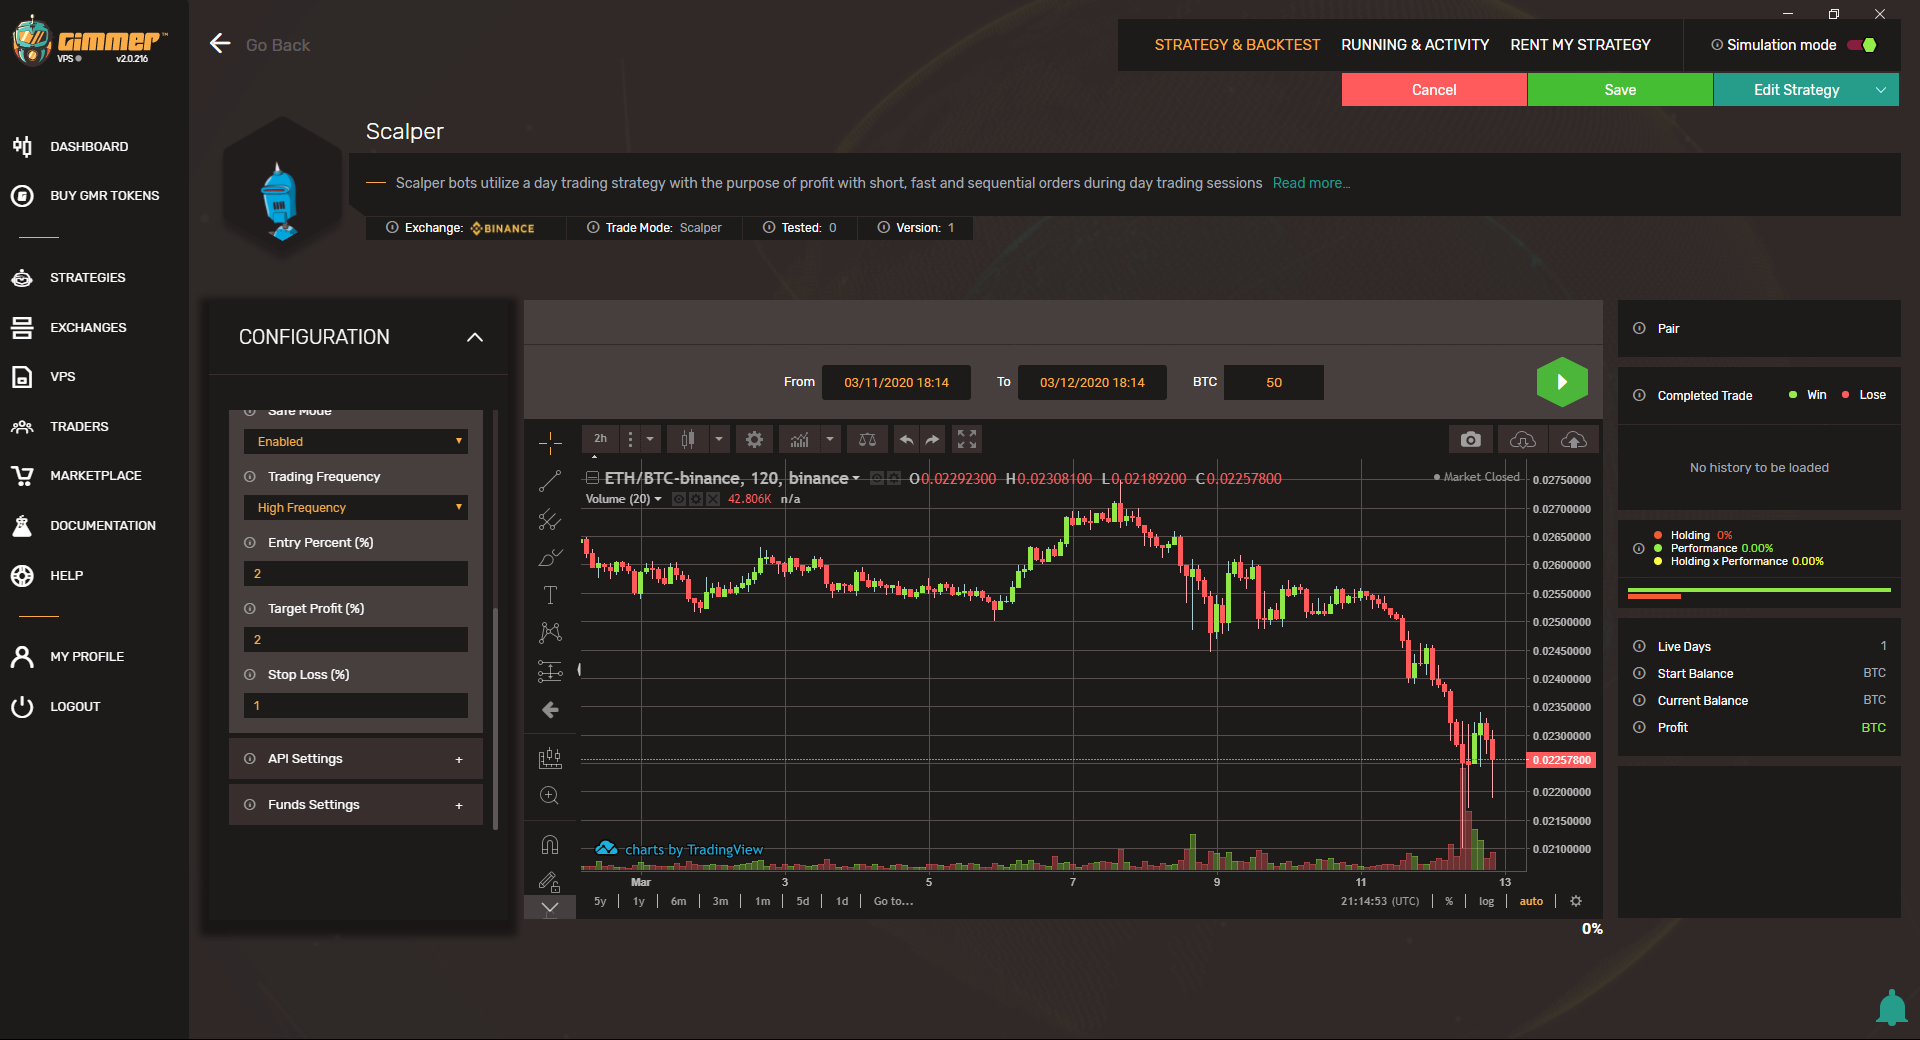 GIMMER™
VPS v2.0.216
Go Back
STRATEGY & BACKTEST RUNNING & ACTIVITY RENT MY STRATEGY Simulation mode
Cancel Save Edit Strategy
DASHBOARD
BUY GMR TOKENS
STRATEGIES
EXCHANGES
VPS
TRADERS
MARKETPLACE
DOCUMENTATION
HELP
MY PROFILE
LOGOUT
Scalper
Scalper bots utilize a day trading strategy with the purpose of profit with short, fast and sequential orders during day trading sessions Read more...
Exchange: BINANCE Trade Mode: Scalper Tested: 0 Version: 1
CONFIGURATION
Safe Mode
Enabled
Trading Frequency
High Frequency
Entry Percent (%)
2
Target Profit (%)
2
Stop Loss (%)
1
API Settings +
Funds Settings +
From 03/11/2020 18:14 To 03/12/2020 18:14 BTC 50
2h
ETH/BTC-binance, 120, binance O0.02292300 H0.02308100 L0.02189200 C0.02257800
Market Closed
Volume (20) 42.806K n/a
0.02750000
0.02700000
0.02650000
0.02600000
0.02550000
0.02500000
0.02450000
0.02400000
0.02350000
0.02300000
0.02257800
0.02200000
0.02150000
0.02100000
charts by TradingView
Mar 3 5 7 9 11 13
5y 1y 6m 3m 1m 5d 1d Go to... 21:14:53 (UTC) % log auto
0%
Pair
Completed Trade Win Lose
No history to be loaded
Holding 0%
Performance 0.00%
Holding x Performance 0.00%
Live Days 1
Start Balance BTC
Current Balance BTC
Profit BTC